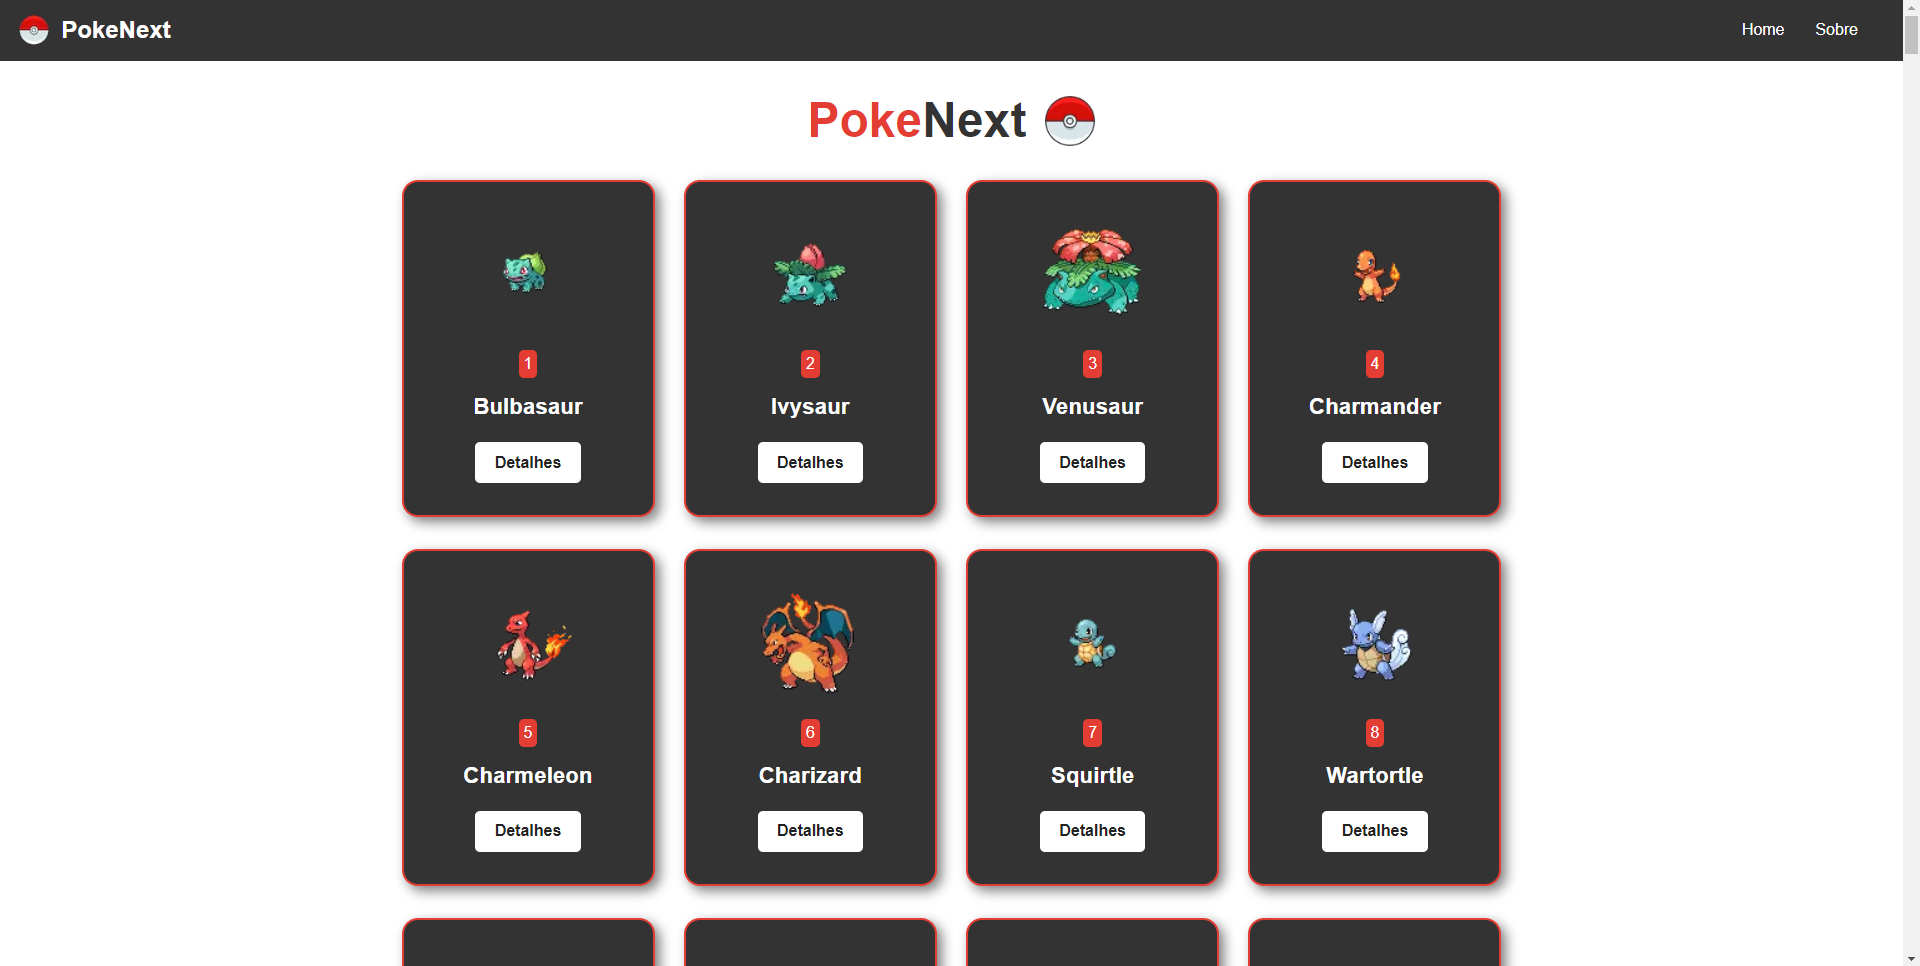 PokeNext
Home
Sobre
PokeNext
1
Bulbasaur
Detalhes
2
Ivysaur
Detalhes
3
Venusaur
Detalhes
4
Charmander
Detalhes
5
Charmeleon
Detalhes
6
Charizard
Detalhes
7
Squirtle
Detalhes
8
Wartortle
Detalhes